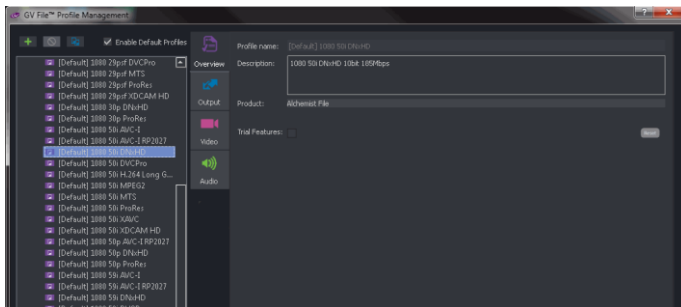 GV File™ Profile Management
Enable Default Profiles
[Default] 1080 29psf DVCPro
[Default] 1080 29psf MTS
[Default] 1080 29psf ProRes
[Default] 1080 29psf XDCAM HD
[Default] 1080 30p DNxHD
[Default] 1080 30p ProRes
[Default] 1080 50i AVC-I
[Default] 1080 50i AVC-I RP2027
[Default] 1080 50i DNxHD
[Default] 1080 50i DVCPro
[Default] 1080 50i H.264 Long G...
[Default] 1080 50i MPEG2
[Default] 1080 50i MTS
[Default] 1080 50i ProRes
[Default] 1080 50i XAVC
[Default] 1080 50i XDCAM HD
[Default] 1080 50p AVC-I RP2027
[Default] 1080 50p DNxHD
[Default] 1080 50p ProRes
[Default] 1080 59i AVC-I
[Default] 1080 59i AVC-I RP2027
[Default] 1080 59i DNxHD
Overview
Output
Video
Audio
Profile name: [Default] 1080 50i DNxHD
Description: 1080 50i DNxHD 10bit 185Mbps
Product: Alchemist File
Trial Features: